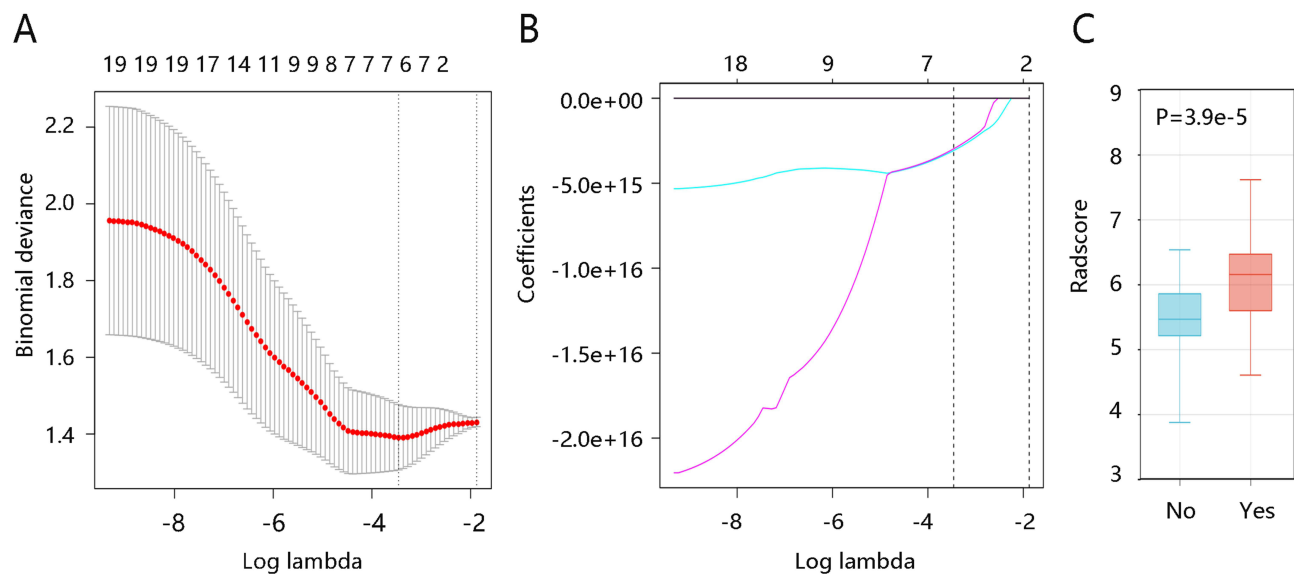 A
19 19 19 17 14 11 9 9 8 7 7 7 6 7 2
Binomial deviance
2.2
2.0
1.8
1.6
1.4
-8 -6 -4 -2
Log lambda
B
18 9 7 2
Coefficients
0.0e+00
-5.0e+15
-1.0e+16
-1.5e+16
-2.0e+16
-8 -6 -4 -2
Log lambda
C
P=3.9e-5
Radscore
9
8
7
6
5
4
3
No Yes